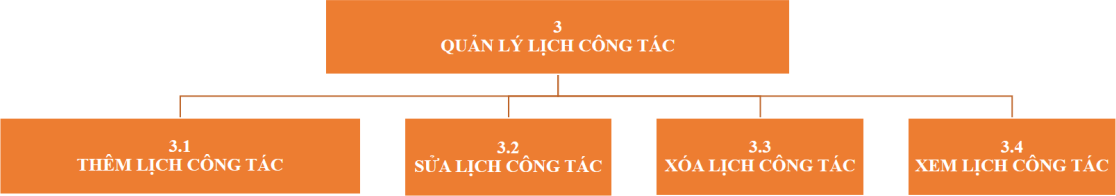 3
QUẢN LÝ LỊCH CÔNG TÁC
3.1
THÊM LỊCH CÔNG TÁC
3.2
SỬA LỊCH CÔNG TÁC
3.3
XÓA LỊCH CÔNG TÁC
3.4
XEM LỊCH CÔNG TÁC